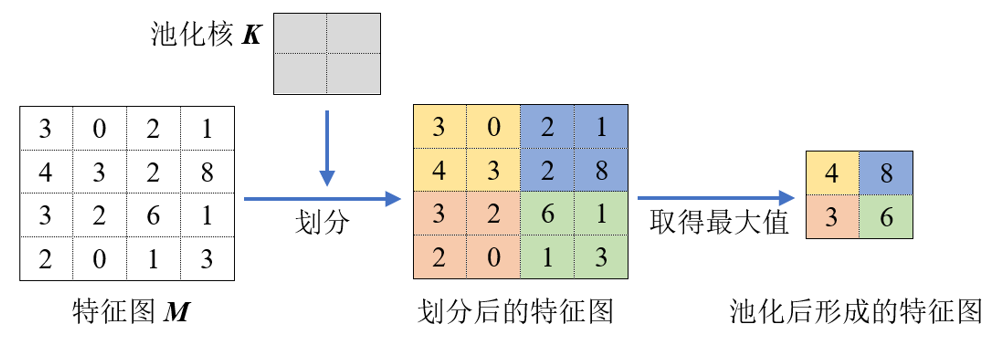 池化核 K
3 0 2 1
4 3 2 8
3 2 6 1
2 0 1 3
特征图 M
划分
3 0 2 1
4 3 2 8
3 2 6 1
2 0 1 3
划分后的特征图
取得最大值
4 8
3 6
池化后形成的特征图